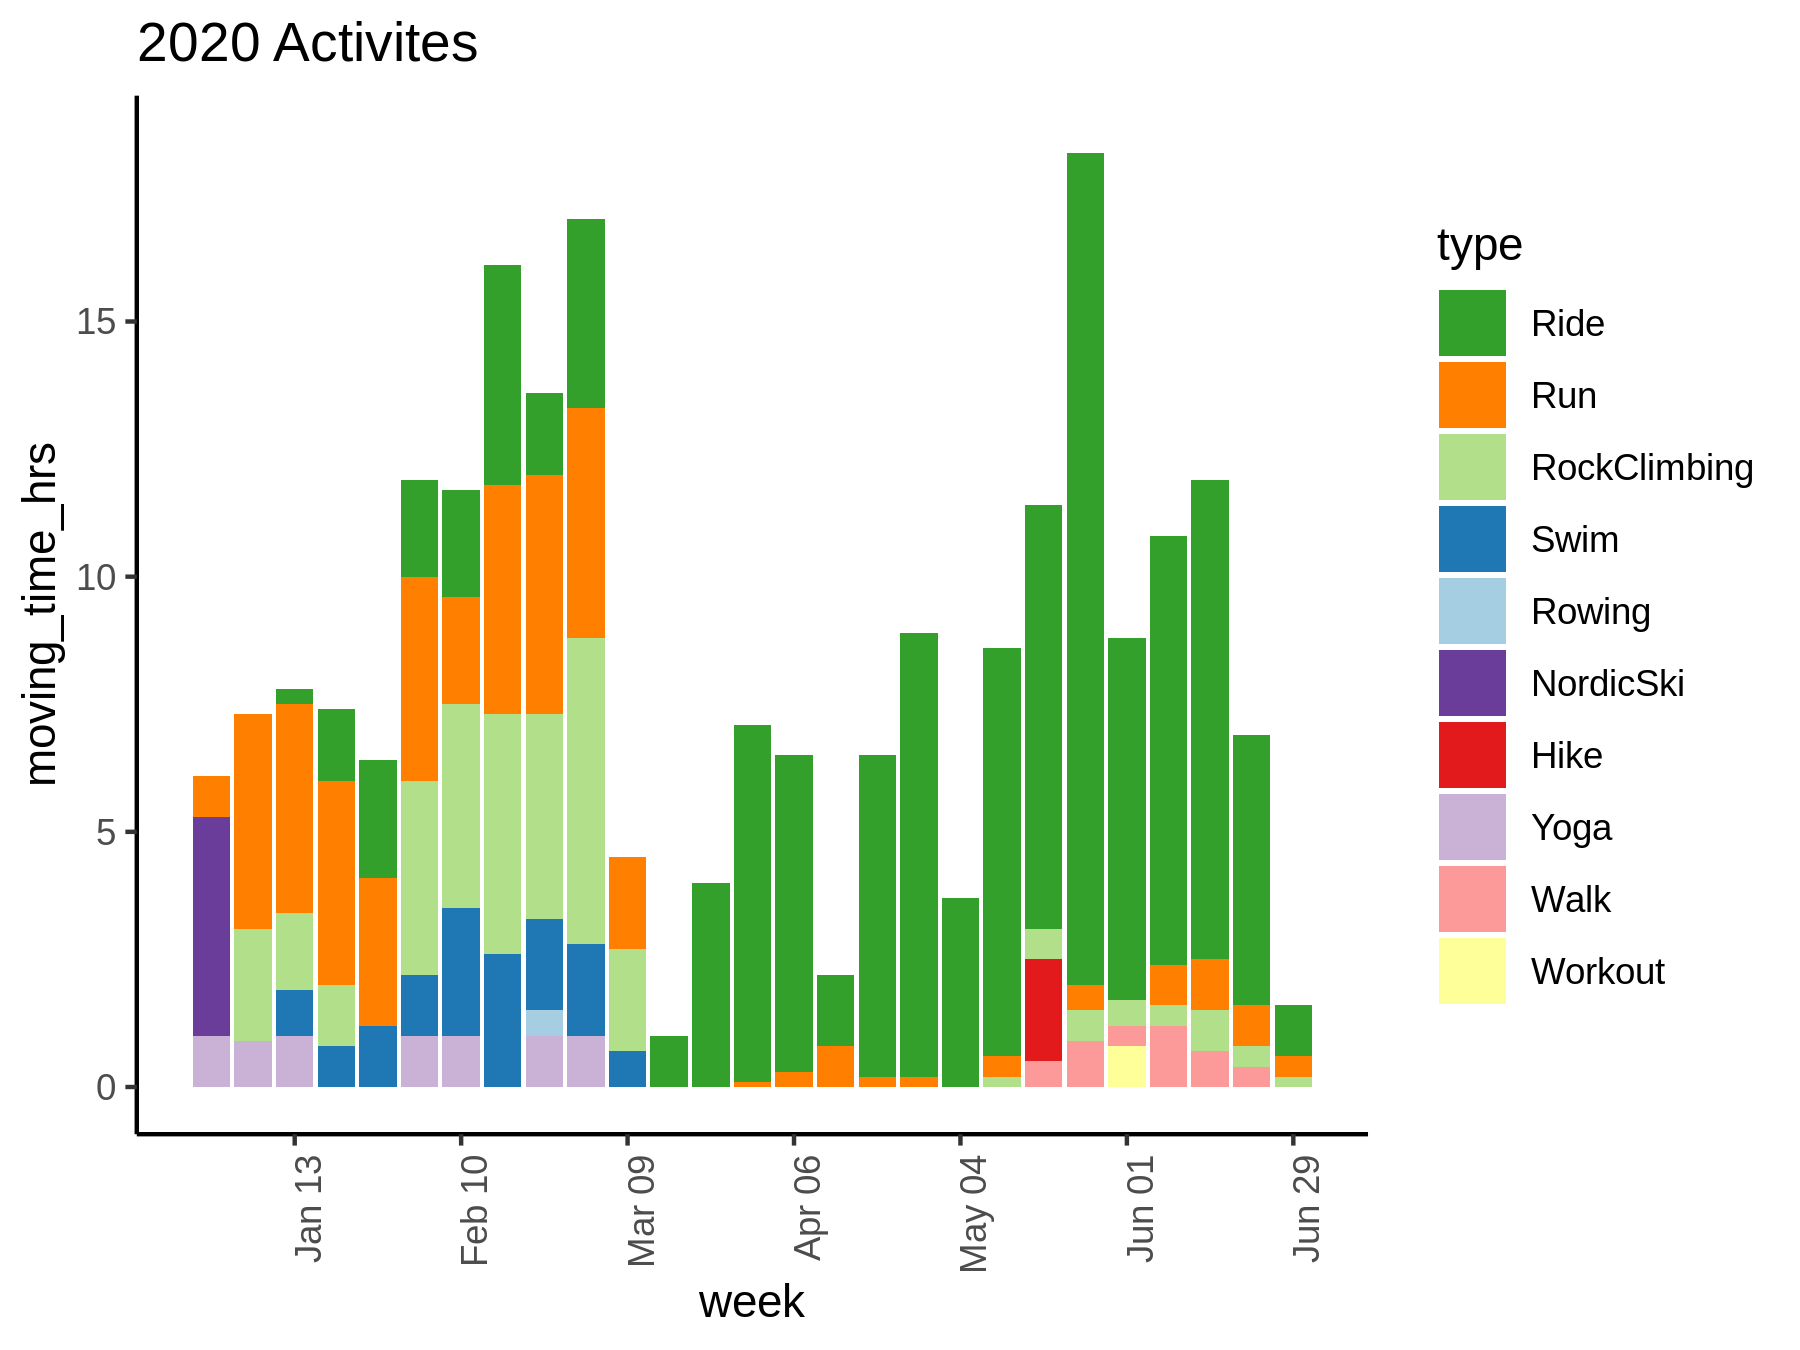 2020 Activites
moving_time_hrs
15
10
5
0
Jan 13
Feb 10
Mar 09
Apr 06
May 04
Jun 01
Jun 29
week
type
Ride
Run
RockClimbing
Swim
Rowing
NordicSki
Hike
Yoga
Walk
Workout